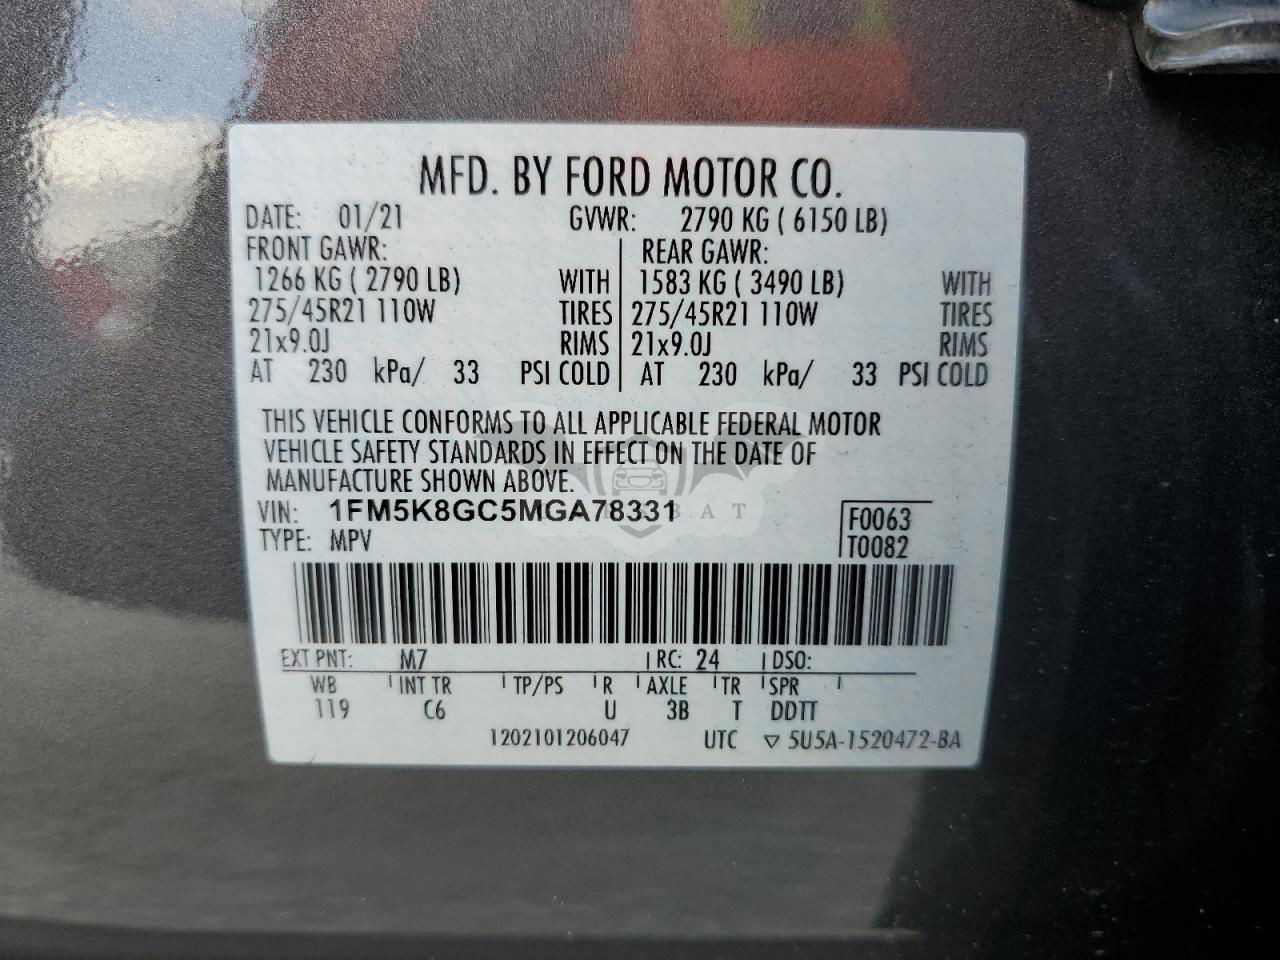 MFD. BY FORD MOTOR CO.
DATE: 01/21 GVWR: 2790 KG ( 6150 LB)
FRONT GAWR: REAR GAWR:
1266 KG ( 2790 LB) WITH 1583 KG ( 3490 LB) WITH
275/45R21 110W TIRES 275/45R21 110W TIRES
21x9.0J RIMS 21x9.0J RIMS
AT 230 kPa/ 33 PSI COLD AT 230 kPa/ 33 PSI COLD
THIS VEHICLE CONFORMS TO ALL APPLICABLE FEDERAL MOTOR
VEHICLE SAFETY STANDARDS IN EFFECT ON THE DATE OF
MANUFACTURE SHOWN ABOVE.
VIN: 1FM5K8GC5MGA78331
TYPE: MPV
F0063
T0082
EXT PNT: M7 RC: 24 DSO:
WB INT TR TP/PS R AXLE TR SPR
119 C6 U 3B T DDTT
1202101206047 UTC ▽ 5U5A-1520472-BA